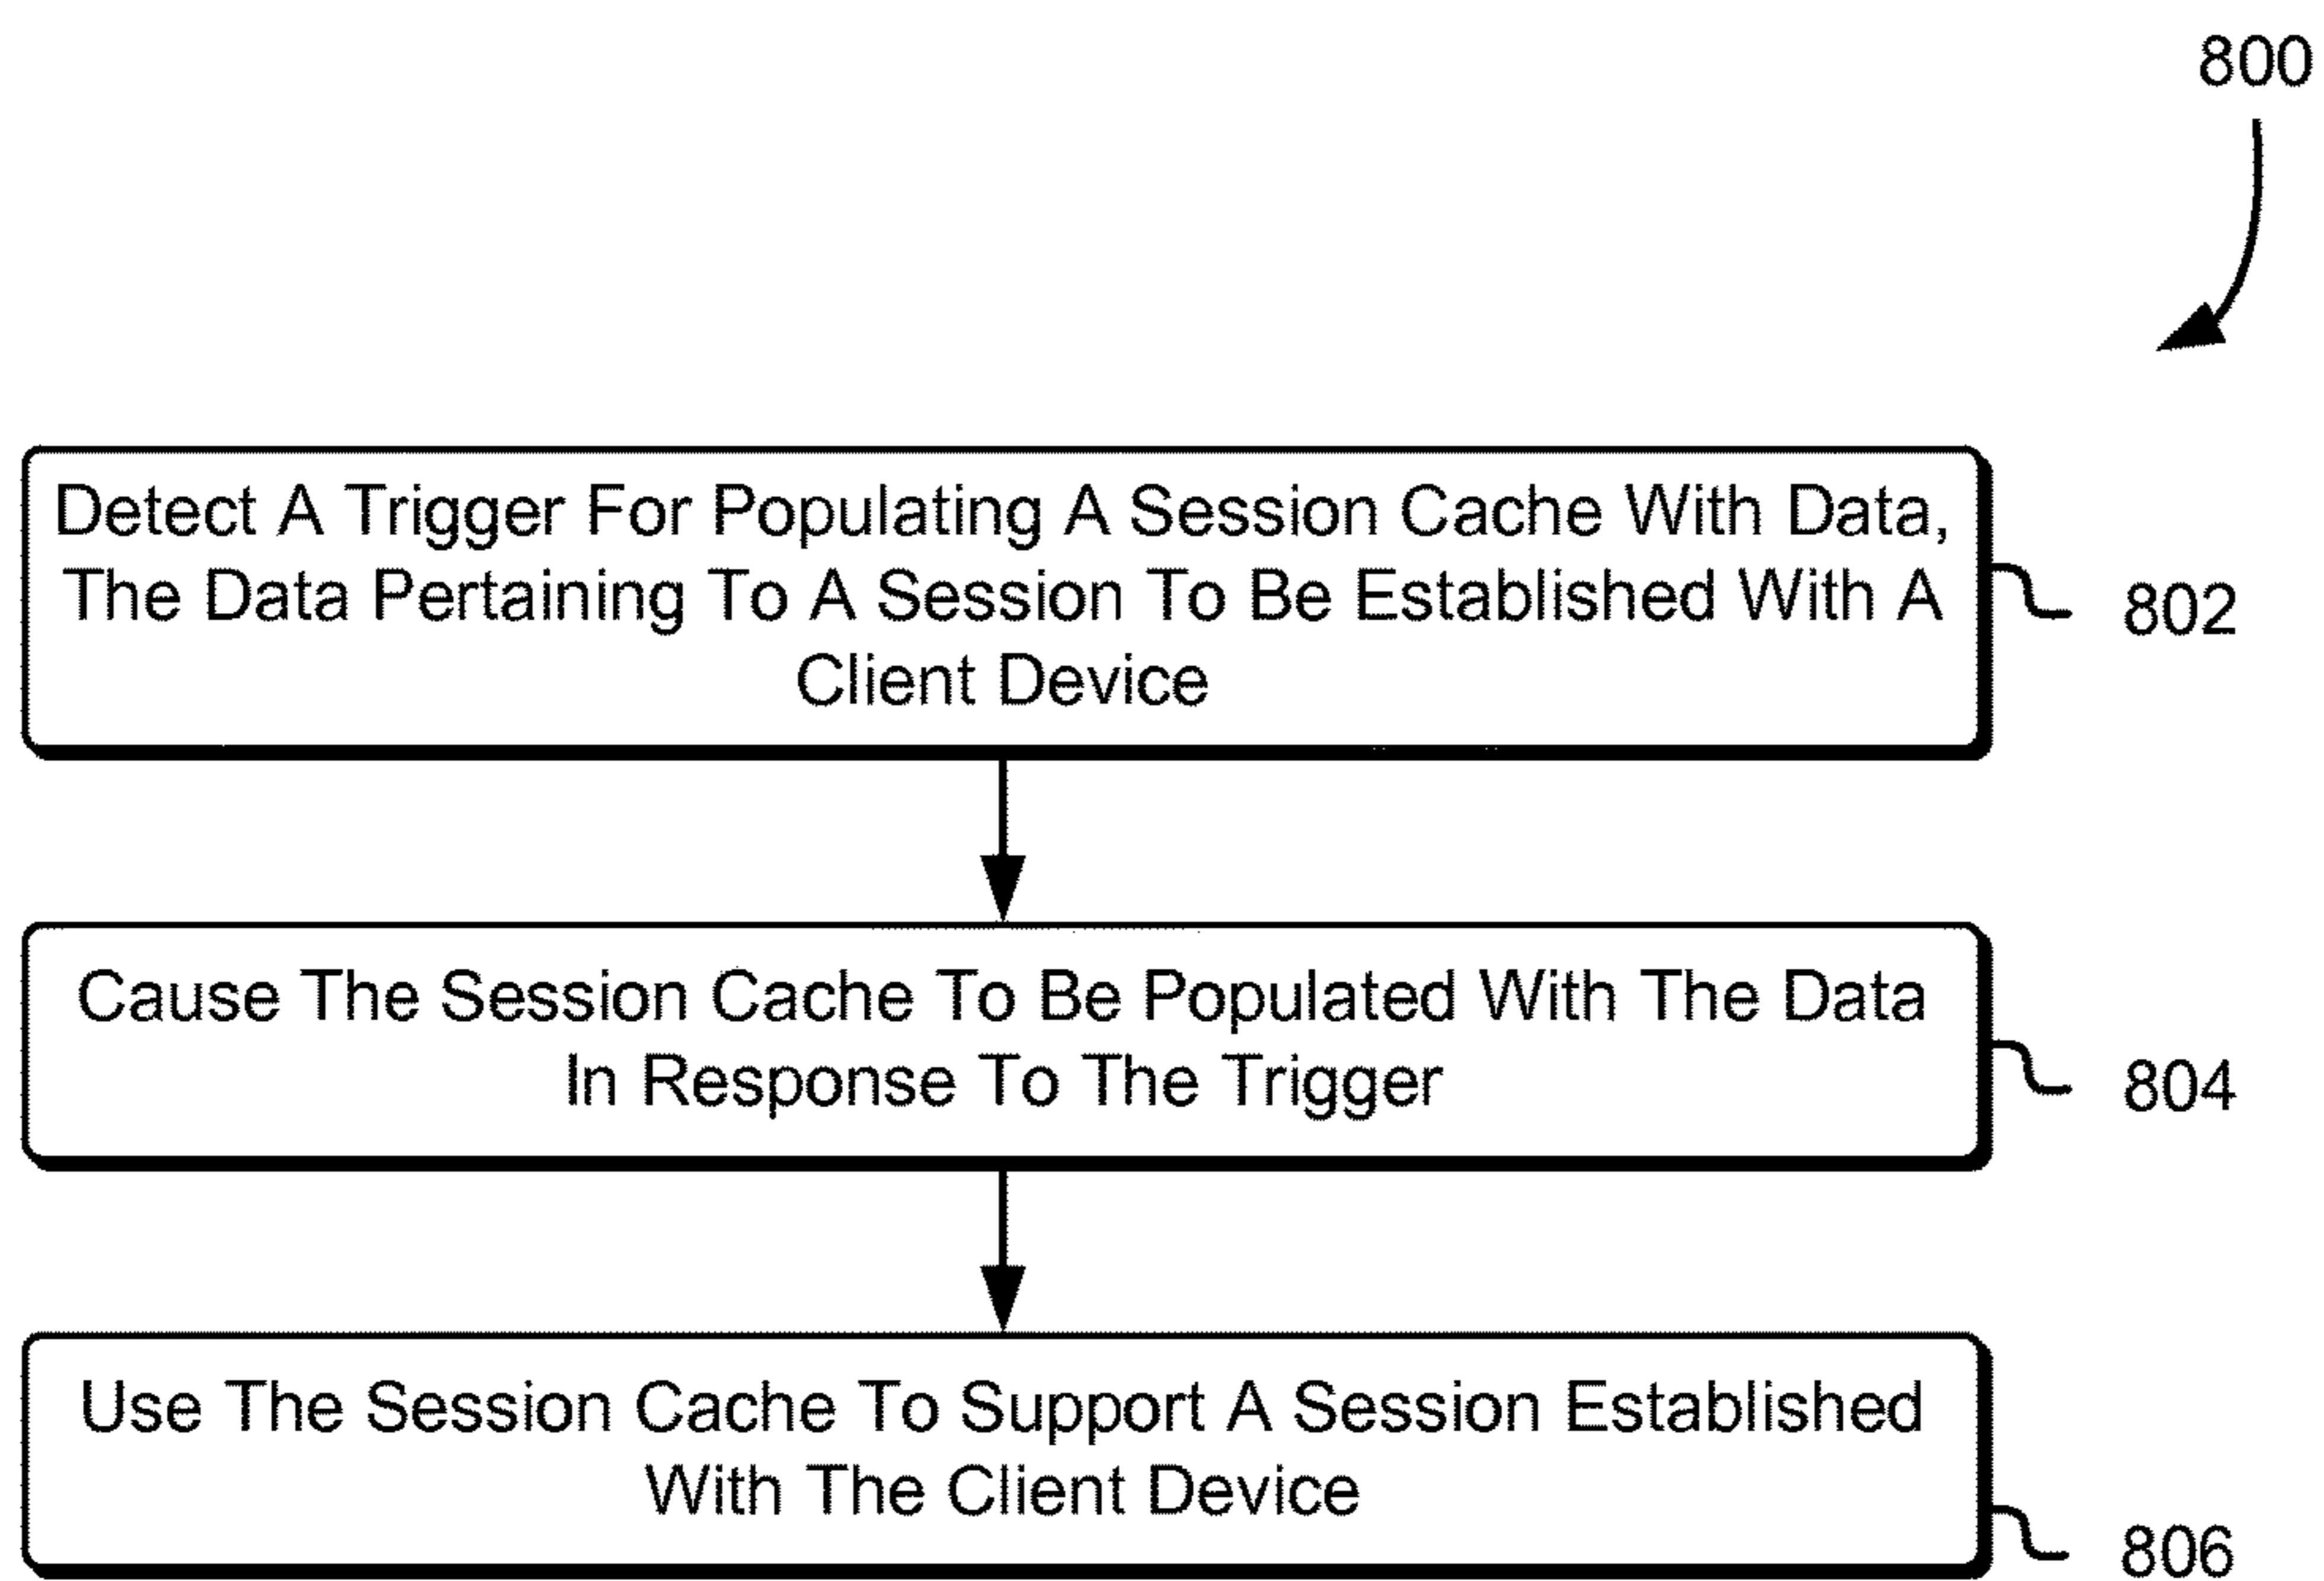 800
Detect A Trigger For Populating A Session Cache With Data,
The Data Pertaining To A Session To Be Established With A
Client Device
802
Cause The Session Cache To Be Populated With The Data
In Response To The Trigger
804
Use The Session Cache To Support A Session Established
With The Client Device
806